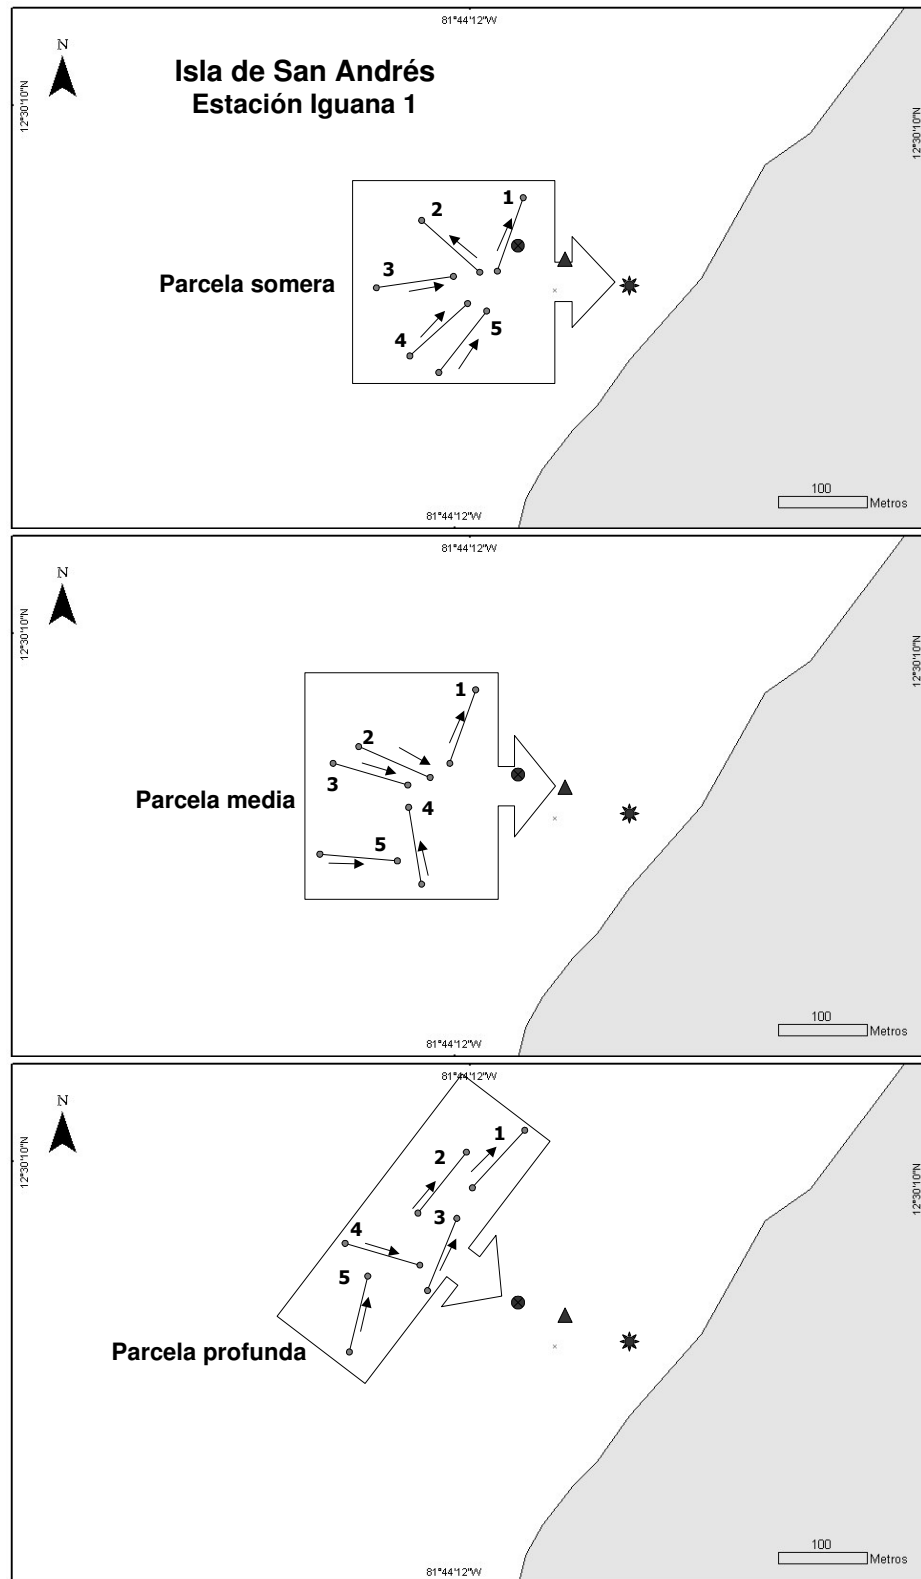 81°44'12"W
N
Isla de San Andrés
Estación Iguana 1
12°30'10"N
12°30'10"N
1
2
3
Parcela somera
4
5
100
Metros
81°44'12"W
81°44'12"W
N
12°30'10"N
12°30'10"N
1
2
3
Parcela media
4
5
100
Metros
81°44'12"W
81°44'12"W
N
12°30'10"N
12°30'10"N
1
2
3
4
5
Parcela profunda
100
Metros
81°44'12"W